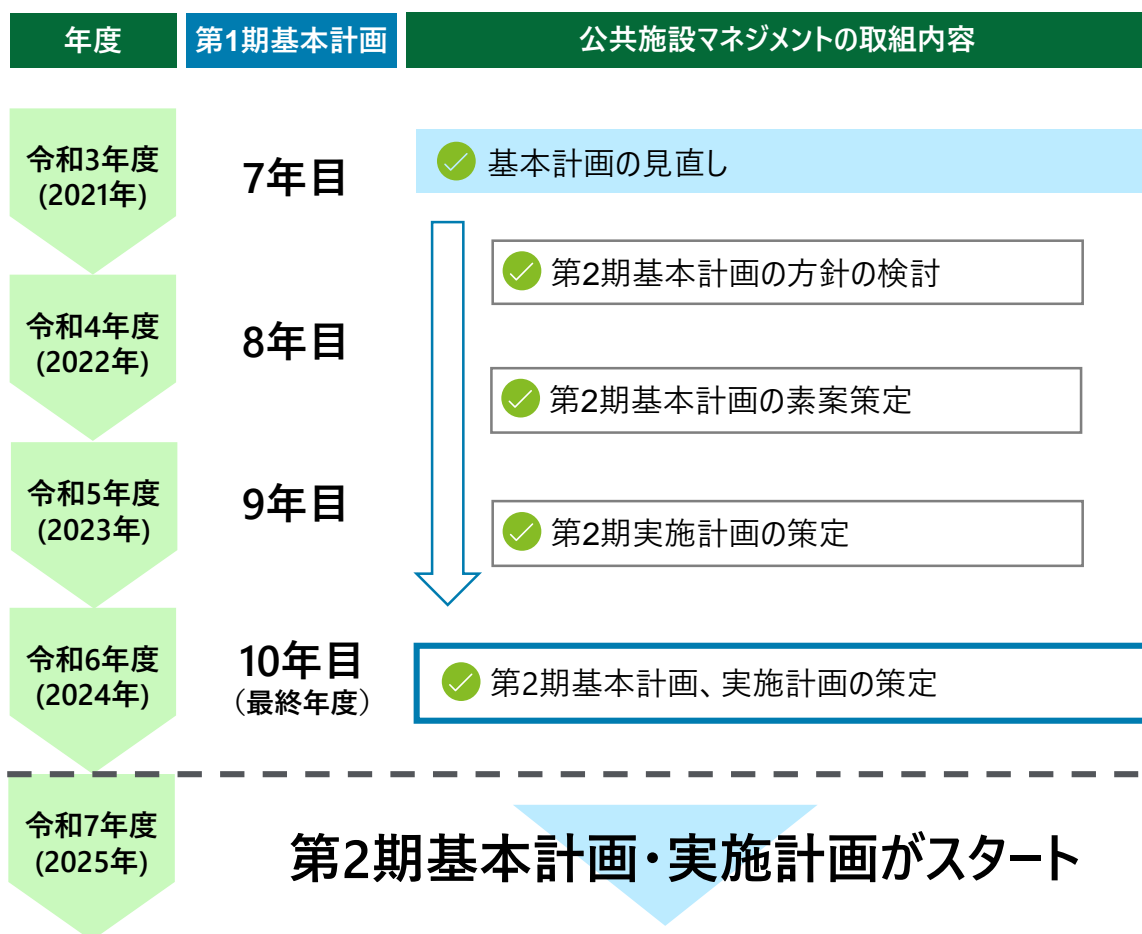 年度 第1期基本計画 公共施設マネジメントの取組内容
令和3年度
(2021年)
7年目
基本計画の見直し
第2期基本計画の方針の検討
令和4年度
(2022年)
8年目
第2期基本計画の素案策定
令和5年度
(2023年)
9年目
第2期実施計画の策定
令和6年度
(2024年)
10年目
（最終年度）
第2期基本計画、実施計画の策定
令和7年度
(2025年)
第2期基本計画・実施計画がスタート